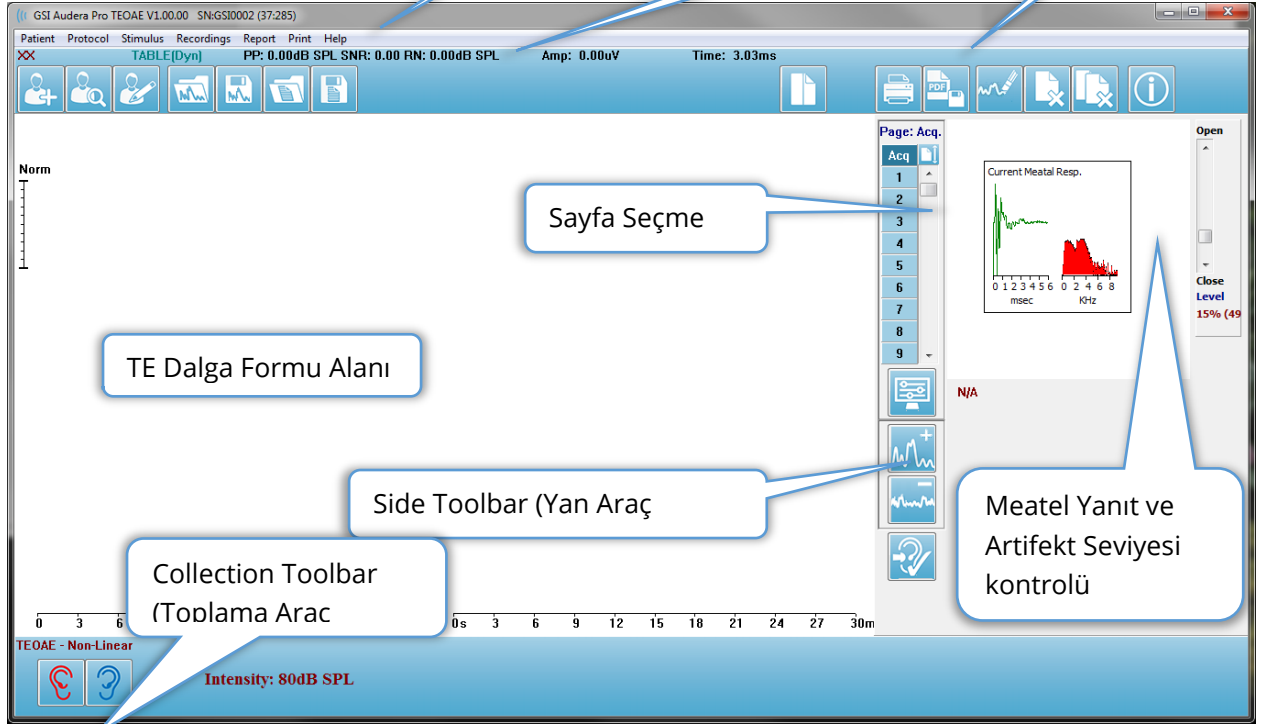 GSI Audera Pro TEOAE V1.00.00 SN:GSI0002 (37:285)
Patient Protocol Stimulus Recordings Report Print Help
XX TABLE(Dyn) PP: 0.00dB SPL SNR: 0.00 RN: 0.00dB SPL Amp: 0.00uV Time: 3.03ms
PDF
Norm
Sayfa Seçme
TE Dalga Formu Alanı
Side Toolbar (Yan Araç
Collection Toolbar
(Toplama Araç
Page: Acq.
Acq
1
2
3
4
5
6
7
8
9
Current Meatal Resp.
0 1 2 3 4 5 6 0 2 4 6 8
msec KHz
Open
Close
Level
15% (49
N/A
Meatel Yanıt ve
Artifekt Seviyesi
kontrolü
0 3 6 0s 3 6 9 12 15 18 21 24 27 30m
TEOAE - Non-Linear
Intensity: 80dB SPL